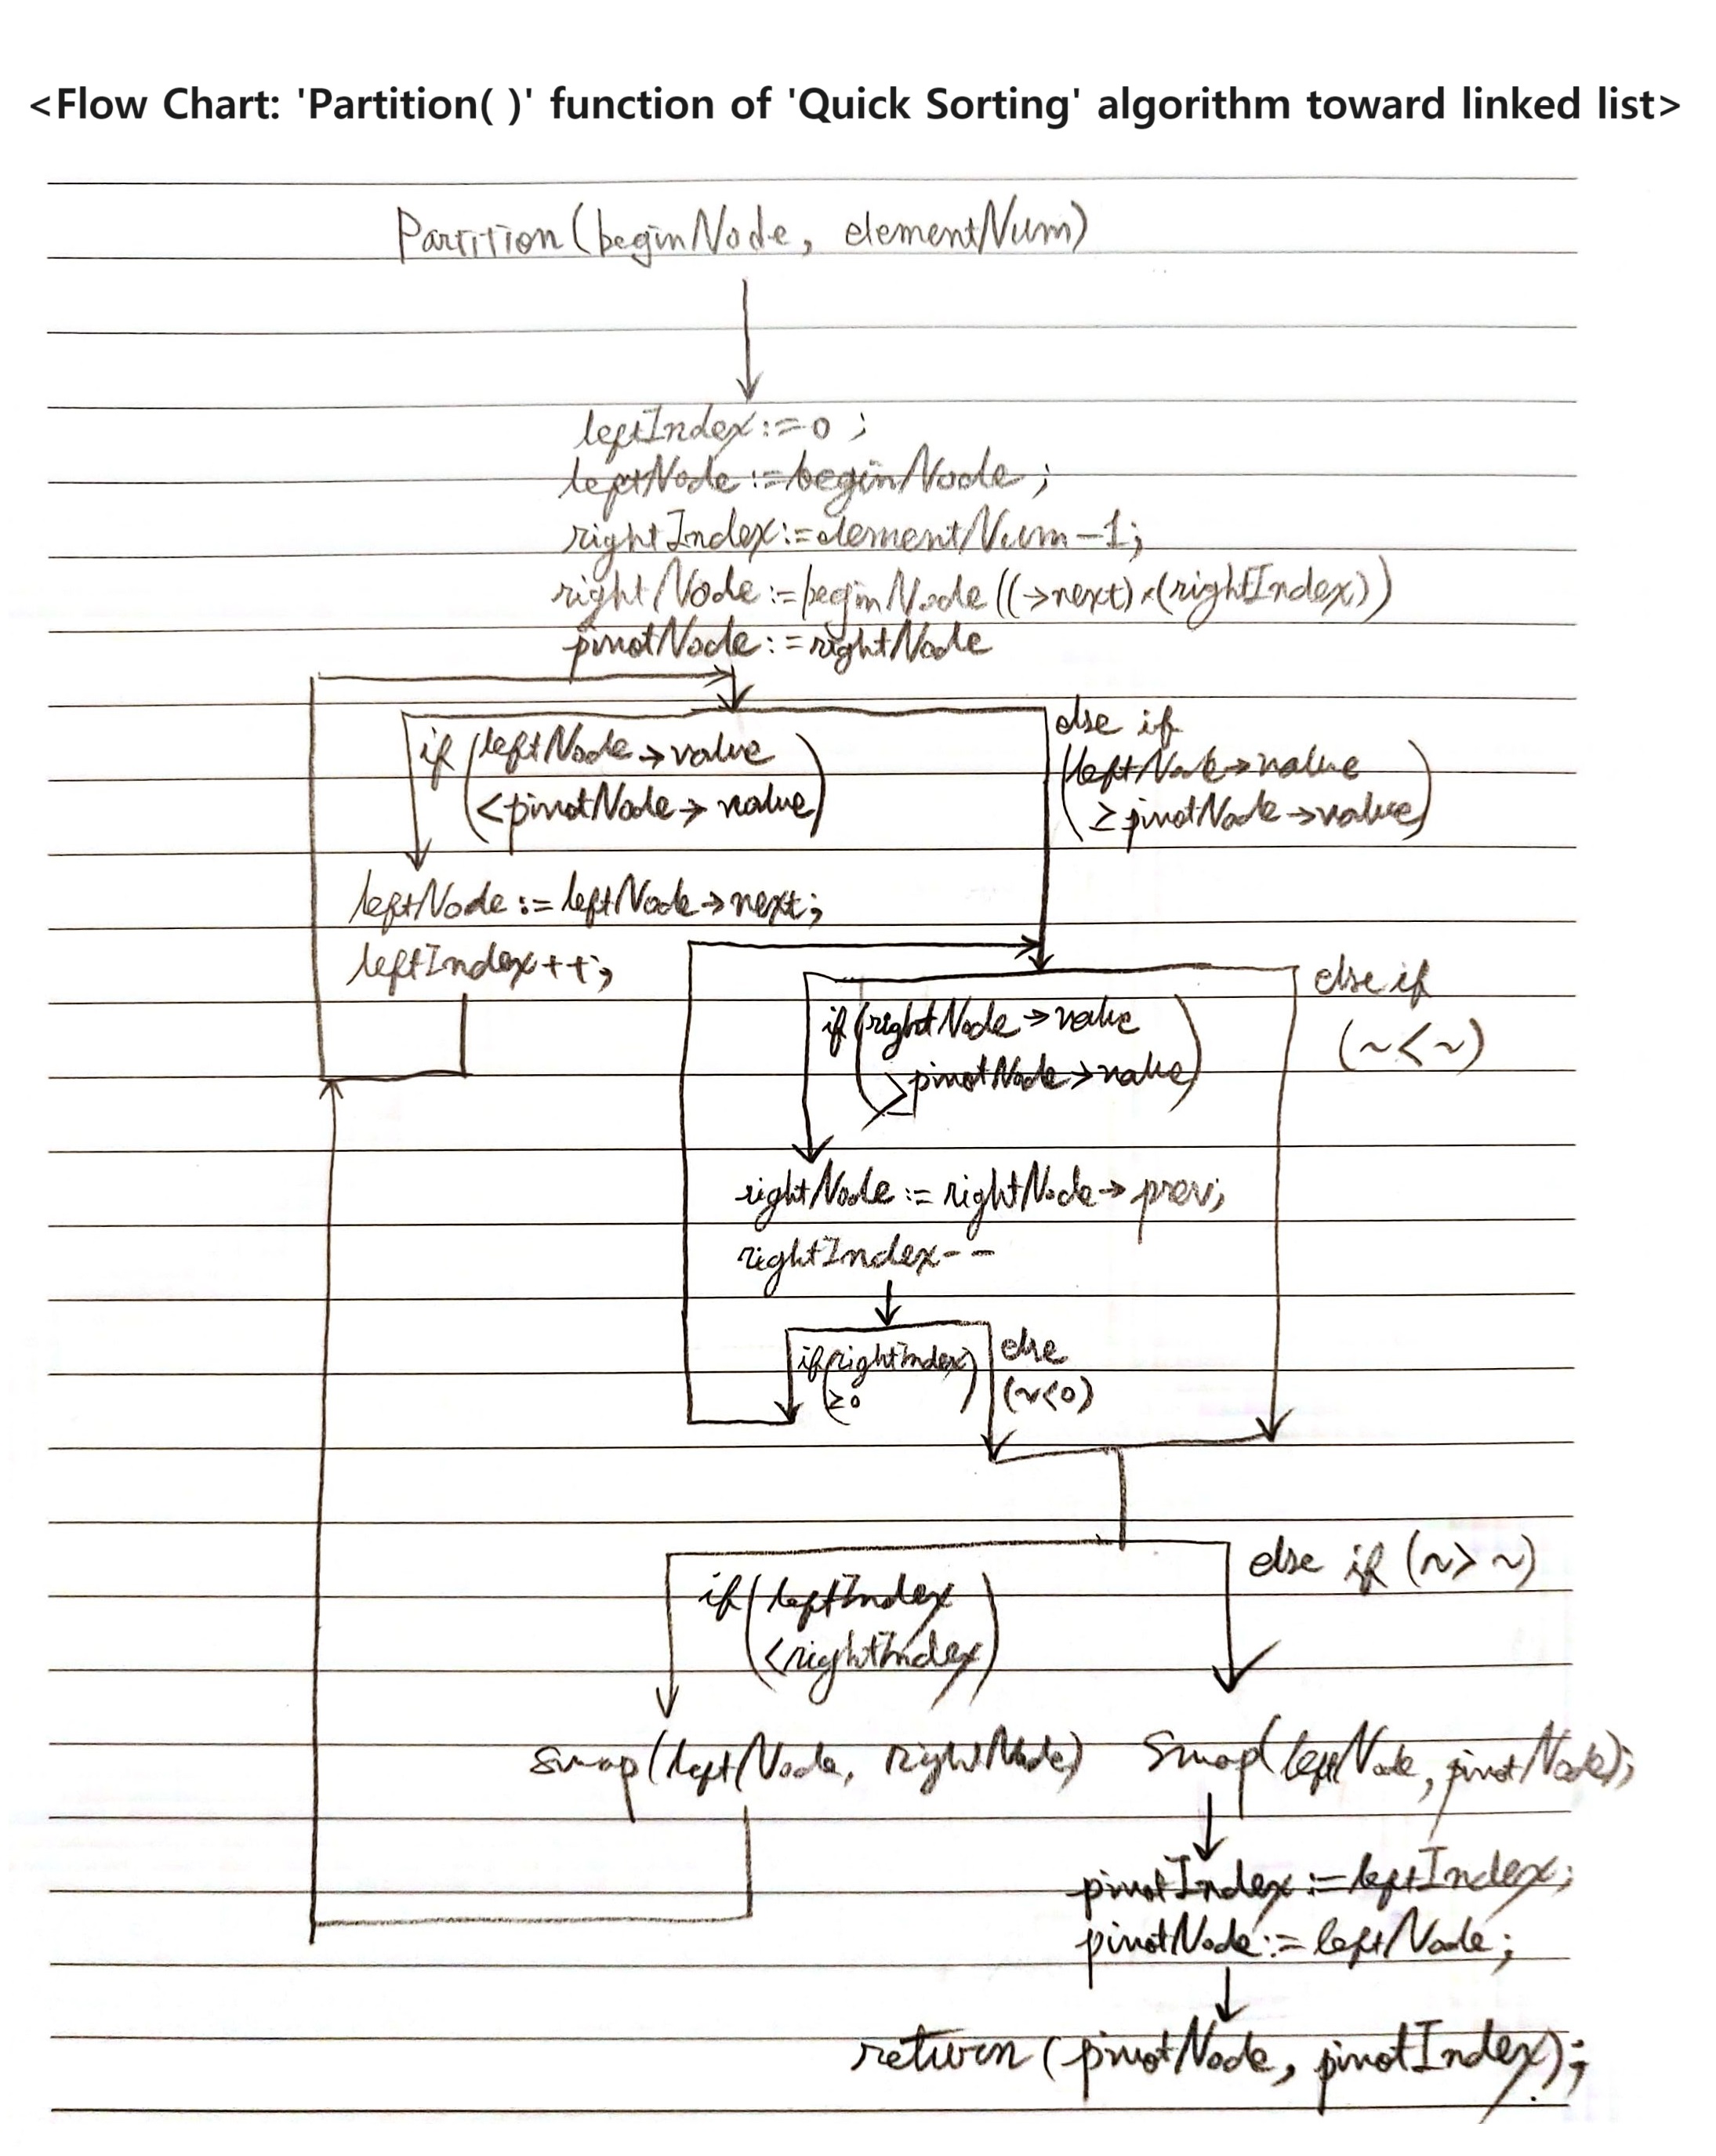 <Flow Chart: 'Partition( )' function of 'Quick Sorting' algorithm toward linked list>
Partition(beginNode, elementNum)
leftIndex:=0 ;
leftNode:=beginNode ;
rightIndex:=elementNum-1;
rightNode:=beginNode((→next)×(rightIndex))
pivotNode:=rightNode
if (leftNode→value
<pivotNode→value)
else if
(leftNode→value
≥pivotNode→value)
leftNode:=leftNode→next;
leftIndex++;
if (rightNode→value
≥pivotNode→value)
else if
(~<~)
rightNode:=rightNode→prev;
rightIndex--
if(rightIndex
≥0)
else
(~<0)
if(leftIndex
<rightIndex)
else if (~>~)
swap(leftNode, rightNode)
Swap(leftNode, pivotNode);
pivotIndex:=leftIndex;
pivotNode:=leftNode;
return(pivotNode, pivotIndex);